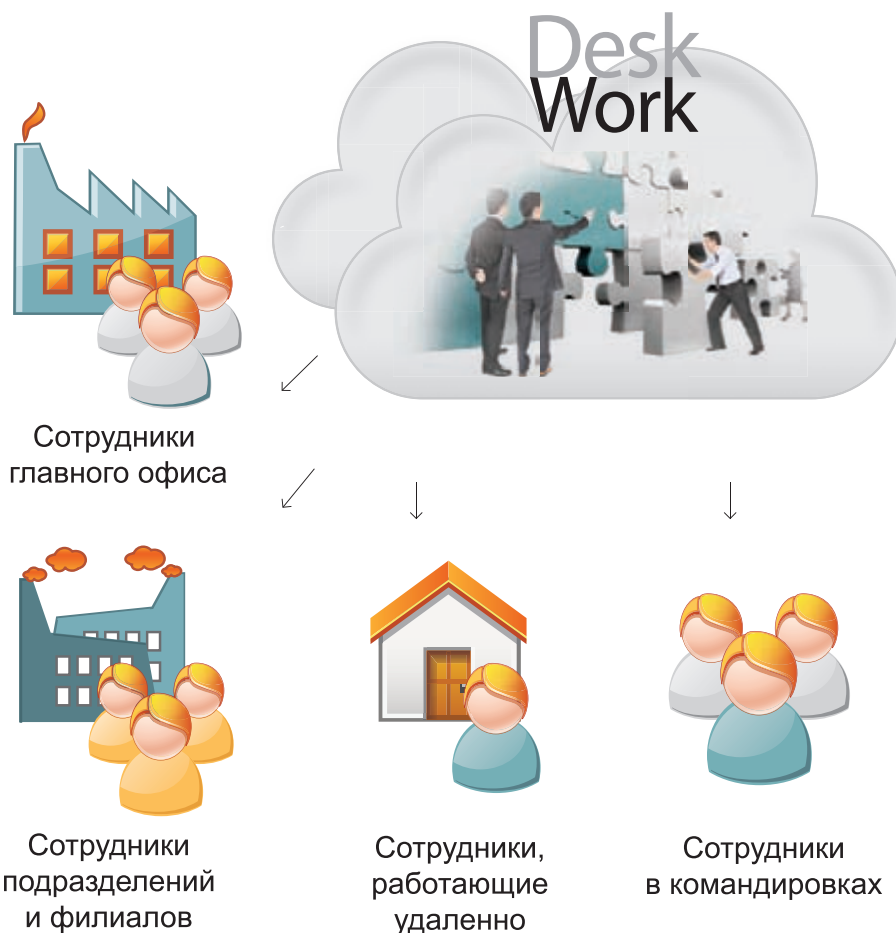 Desk
Work
Сотрудники
главного офиса
Сотрудники
подразделений
и филиалов
Сотрудники,
работающие
удаленно
Сотрудники
в командировках